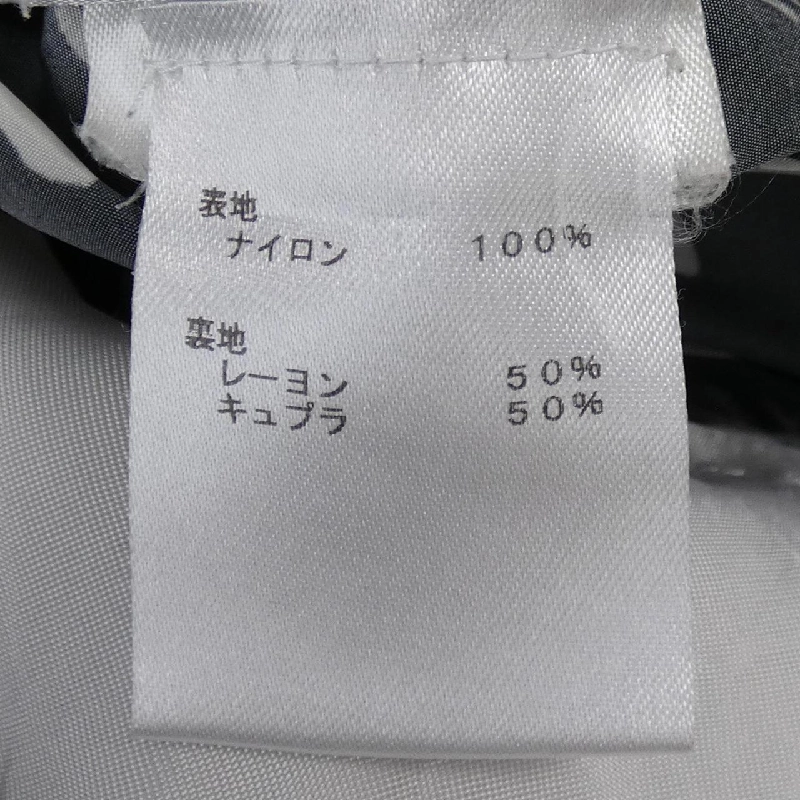 表地
ナイロン 100%
裏地
レーヨン 50%
キュプラ 50%